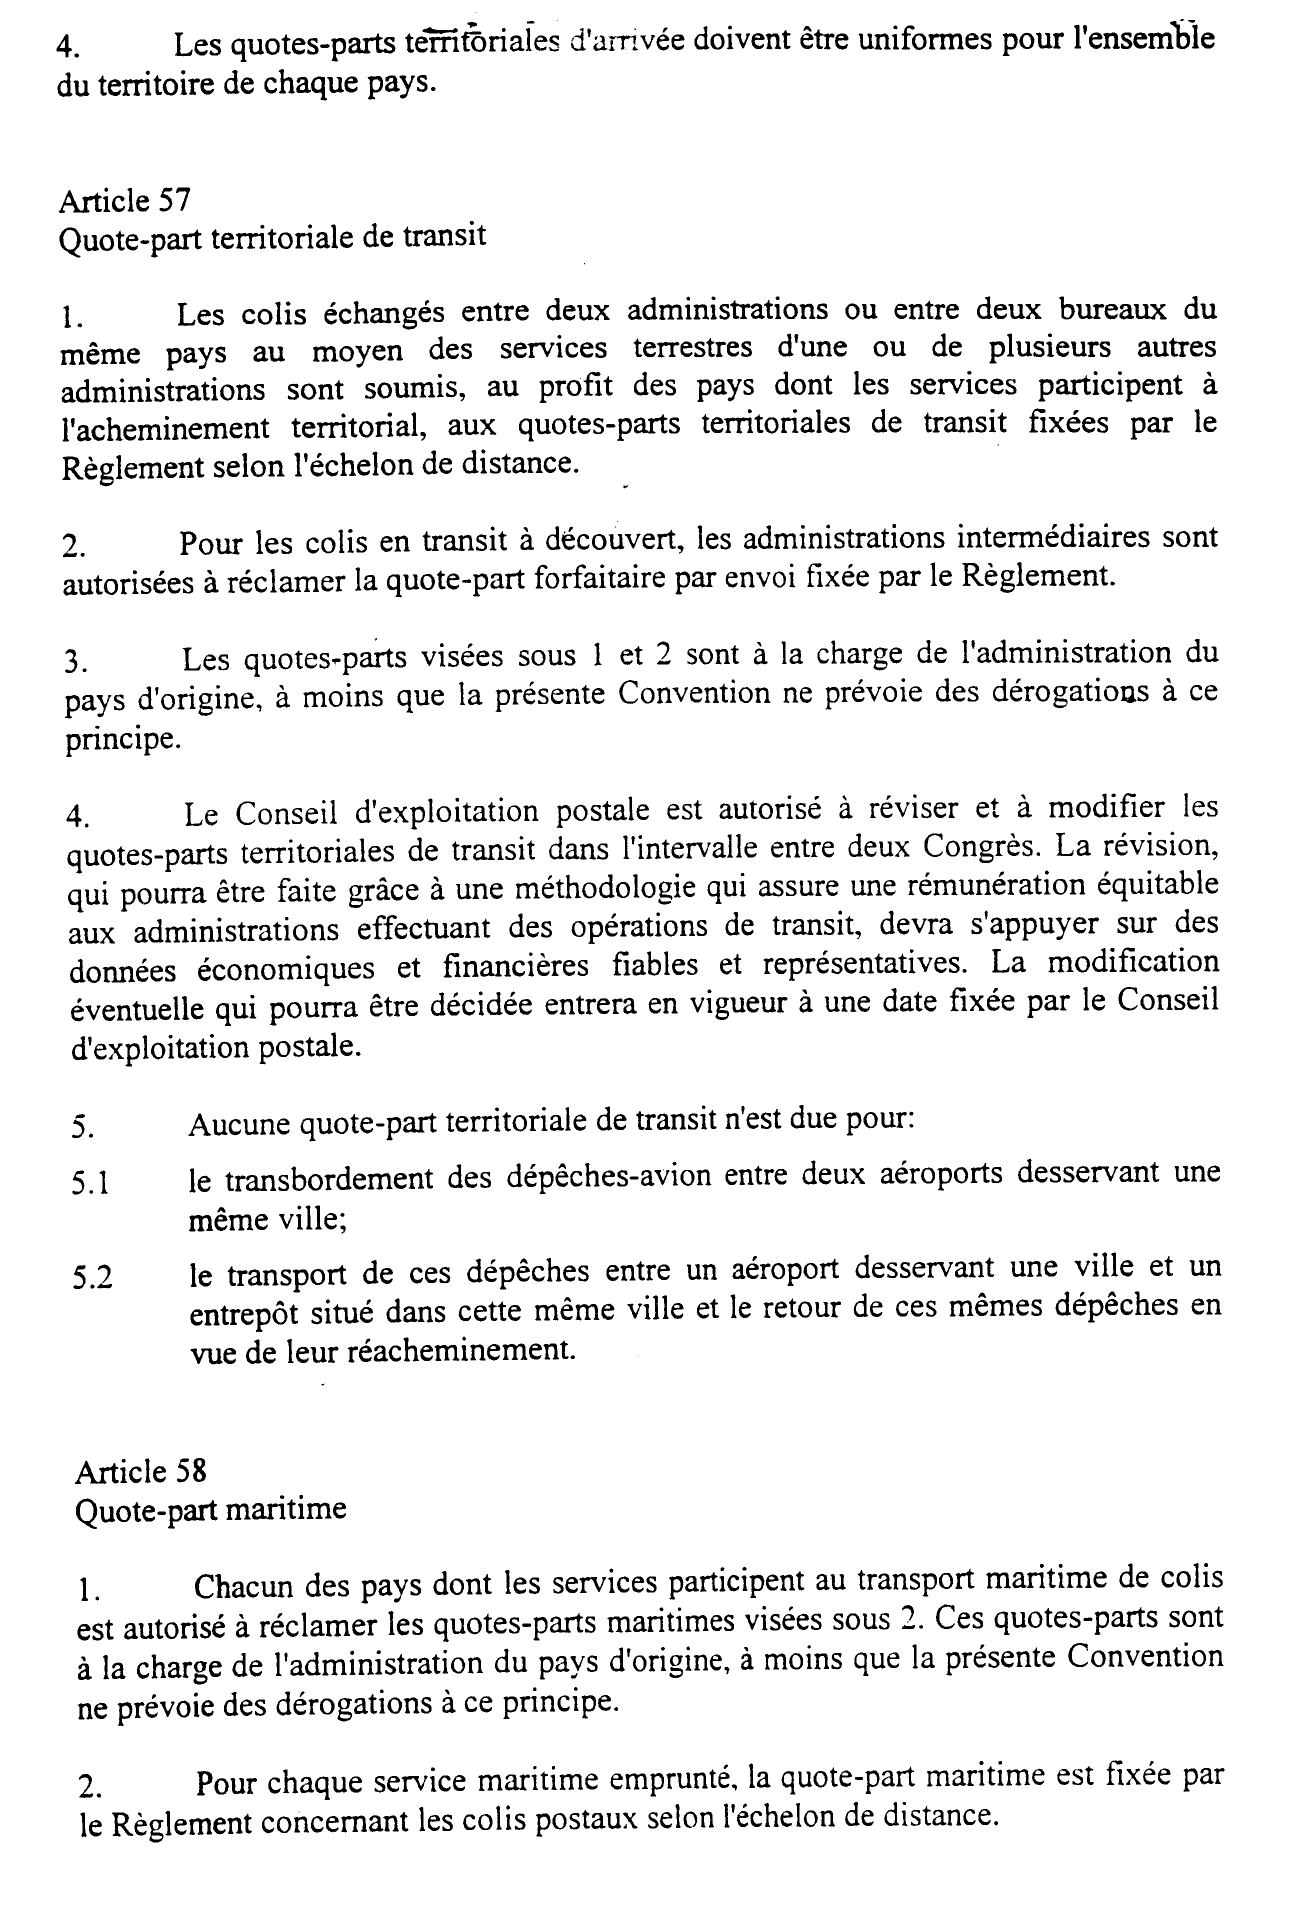 4. Les quotes-parts territoriales d'arrivée doivent être uniformes pour l'ensemble
du territoire de chaque pays.
Article 57
Quote-part territoriale de transit
1. Les colis échangés entre deux administrations ou entre deux bureaux du
même pays au moyen des services terrestres d'une ou de plusieurs autres
administrations sont soumis, au profit des pays dont les services participent à
l'acheminement territorial, aux quotes-parts territoriales de transit fixées par le
Règlement selon l'échelon de distance.
2. Pour les colis en transit à découvert, les administrations intermédiaires sont
autorisées à réclamer la quote-part forfaitaire par envoi fixée par le Règlement.
3. Les quotes-parts visées sous 1 et 2 sont à la charge de l'administration du
pays d'origine, à moins que la présente Convention ne prévoie des dérogations à ce
principe.
4. Le Conseil d'exploitation postale est autorisé à réviser et à modifier les
quotes-parts territoriales de transit dans l'intervalle entre deux Congrès. La révision,
qui pourra être faite grâce à une méthodologie qui assure une rémunération équitable
aux administrations effectuant des opérations de transit, devra s'appuyer sur des
données économiques et financières fiables et représentatives. La modification
éventuelle qui pourra être décidée entrera en vigueur à une date fixée par le Conseil
d'exploitation postale.
5. Aucune quote-part territoriale de transit n'est due pour:
5.1 le transbordement des dépêches-avion entre deux aéroports desservant une
même ville;
5.2 le transport de ces dépêches entre un aéroport desservant une ville et un
entrepôt situé dans cette même ville et le retour de ces mêmes dépêches en
vue de leur réacheminement.
Article 58
Quote-part maritime
1. Chacun des pays dont les services participent au transport maritime de colis
est autorisé à réclamer les quotes-parts maritimes visées sous 2. Ces quotes-parts sont
à la charge de l'administration du pays d'origine, à moins que la présente Convention
ne prévoie des dérogations à ce principe.
2. Pour chaque service maritime emprunté, la quote-part maritime est fixée par
le Règlement concernant les colis postaux selon l'échelon de distance.